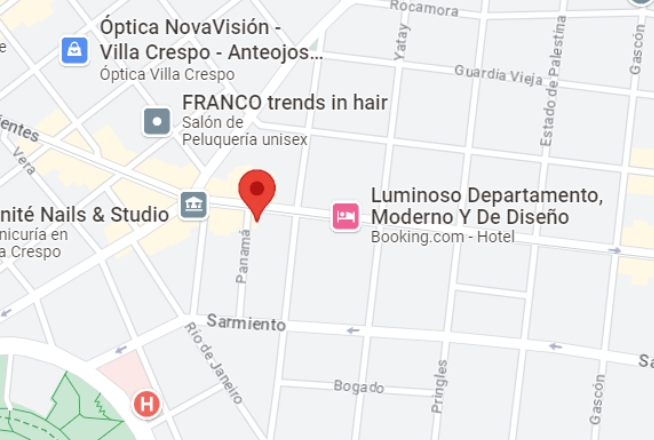 Rocamora
Óptica NovaVisión -
Villa Crespo - Anteojos...
Óptica Villa Crespo
Yatay
Guardia Vieja
Estado de Palestina
Gascón
e
FRANCO trends in hair
Salón de
Peluquería unisex
ientes
Vera
nité Nails & Studio
nicuría en
a Crespo
Luminoso Departamento,
Moderno Y De Diseño
Booking.com - Hotel
Panamá
Sarmiento
Sa
Río de Janeiro
Bogado
Pringles
Gascón
H